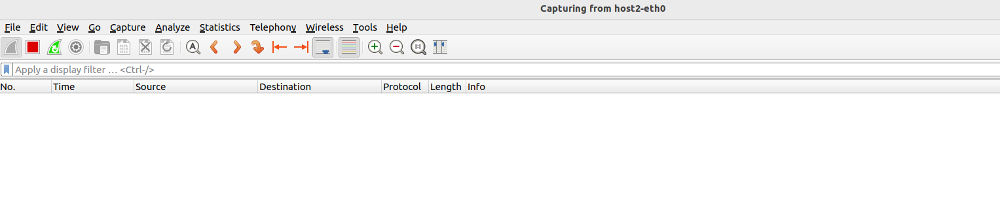 Capturing from host2-eth0
File Edit View Go Capture Analyze Statistics Telephony Wireless Tools Help
Apply a display filter … <Ctrl-/>
No. Time Source Destination Protocol Length Info